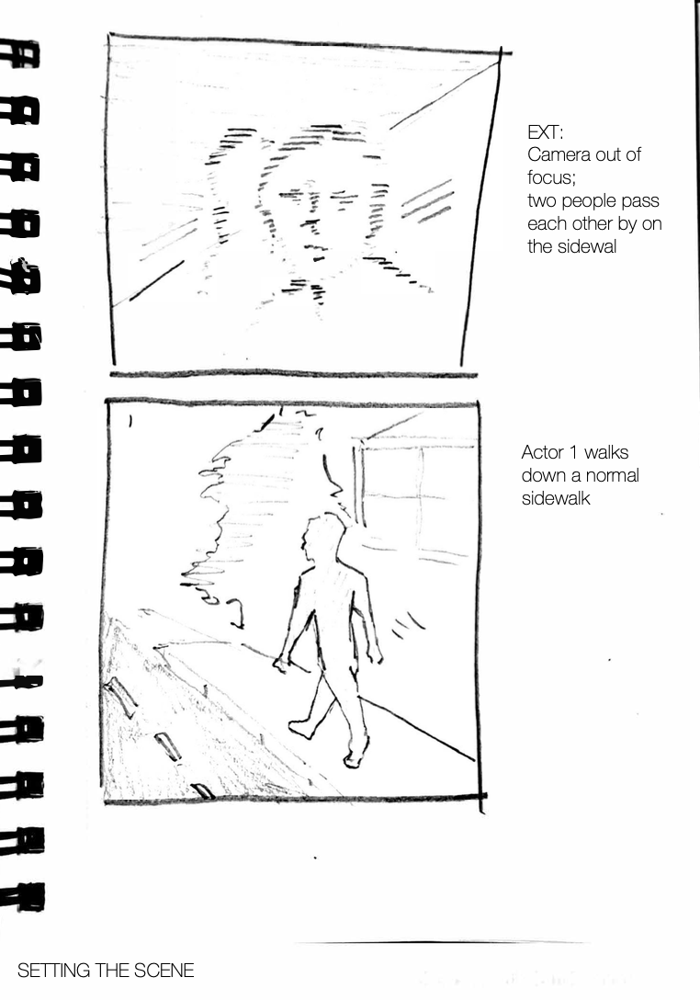 EXT:
Camera out of
focus;
two people pass
each other by on
the sidewal
Actor 1 walks
down a normal
sidewalk
SETTING THE SCENE